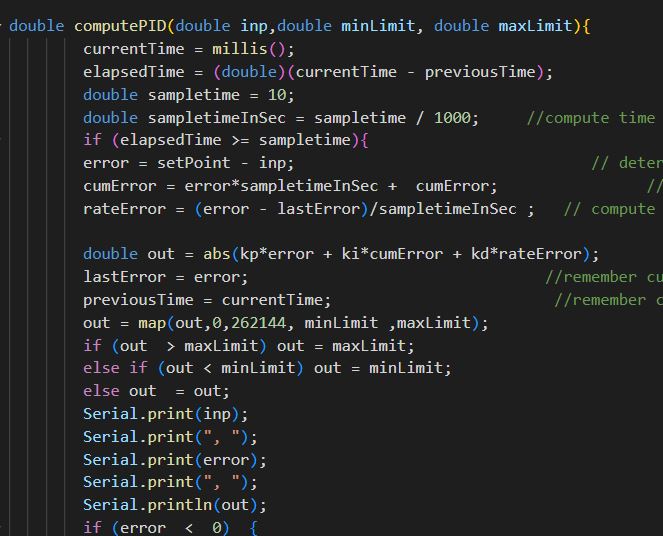 double computePID(double inp,double minLimit, double maxLimit){
currentTime = millis();
elapsedTime = (double)(currentTime - previousTime);
double sampletime = 10;
double sampletimeInSec = sampletime / 1000;     //compute time
if (elapsedTime >= sampletime){
error = setPoint - inp;                                // deter
cumError = error*sampletimeInSec +  cumError;                //
rateError = (error - lastError)/sampletimeInSec ;   // compute
double out = abs(kp*error + ki*cumError + kd*rateError);
lastError = error;                                //remember cu
previousTime = currentTime;                        //remember c
out = map(out,0,262144, minLimit ,maxLimit);
if (out  > maxLimit) out = maxLimit;
else if (out < minLimit) out = minLimit;
else out  = out;
Serial.print(inp);
Serial.print(", ");
Serial.print(error);
Serial.print(", ");
Serial.println(out);
if (error  <  0)  {